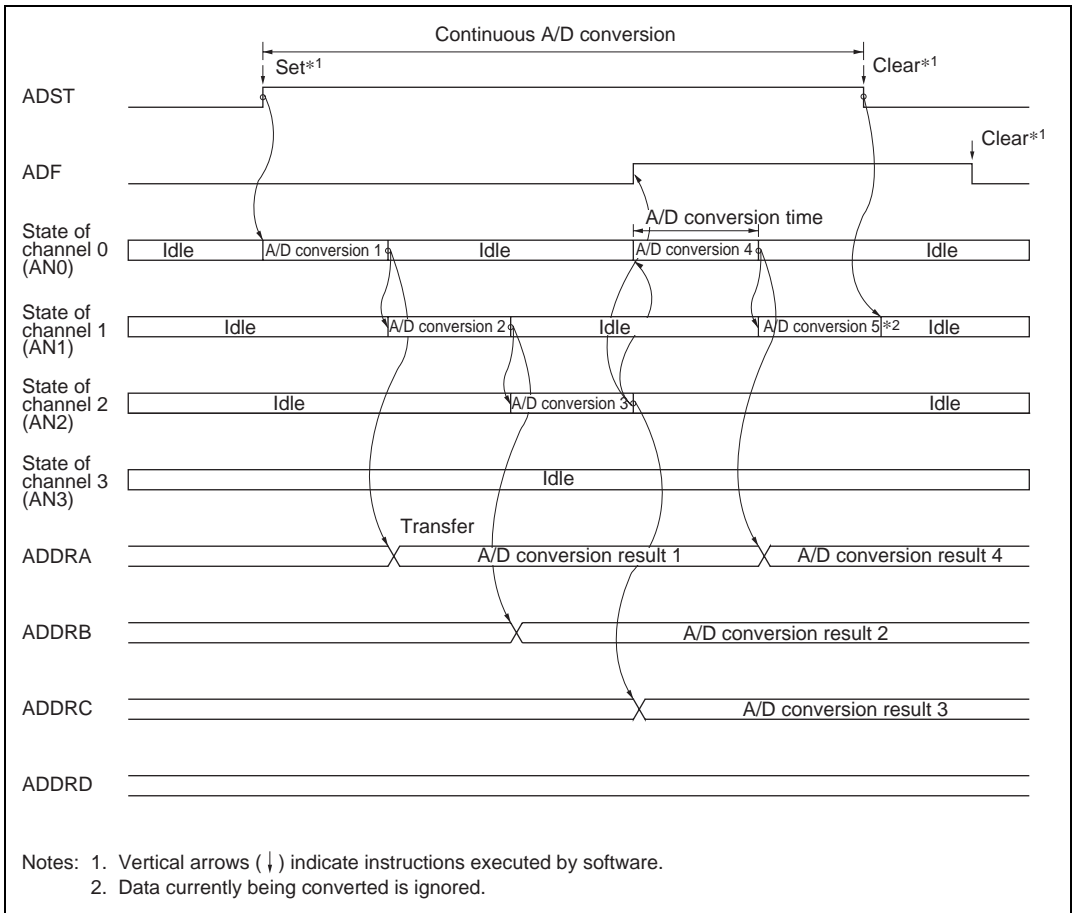 Continuous A/D conversion
Set*1
Clear*1
ADST
Clear*1
ADF
A/D conversion time
State of
channel 0
(AN0)
Idle A/D conversion 1 Idle A/D conversion 4 Idle
State of
channel 1
(AN1)
Idle A/D conversion 2 Idle A/D conversion 5 *2 Idle
State of
channel 2
(AN2)
Idle A/D conversion 3 Idle
State of
channel 3
(AN3)
Idle
Transfer
ADDRA A/D conversion result 1 A/D conversion result 4
ADDRB A/D conversion result 2
ADDRC A/D conversion result 3
ADDRD
Notes: 1. Vertical arrows (↓) indicate instructions executed by software.
2. Data currently being converted is ignored.